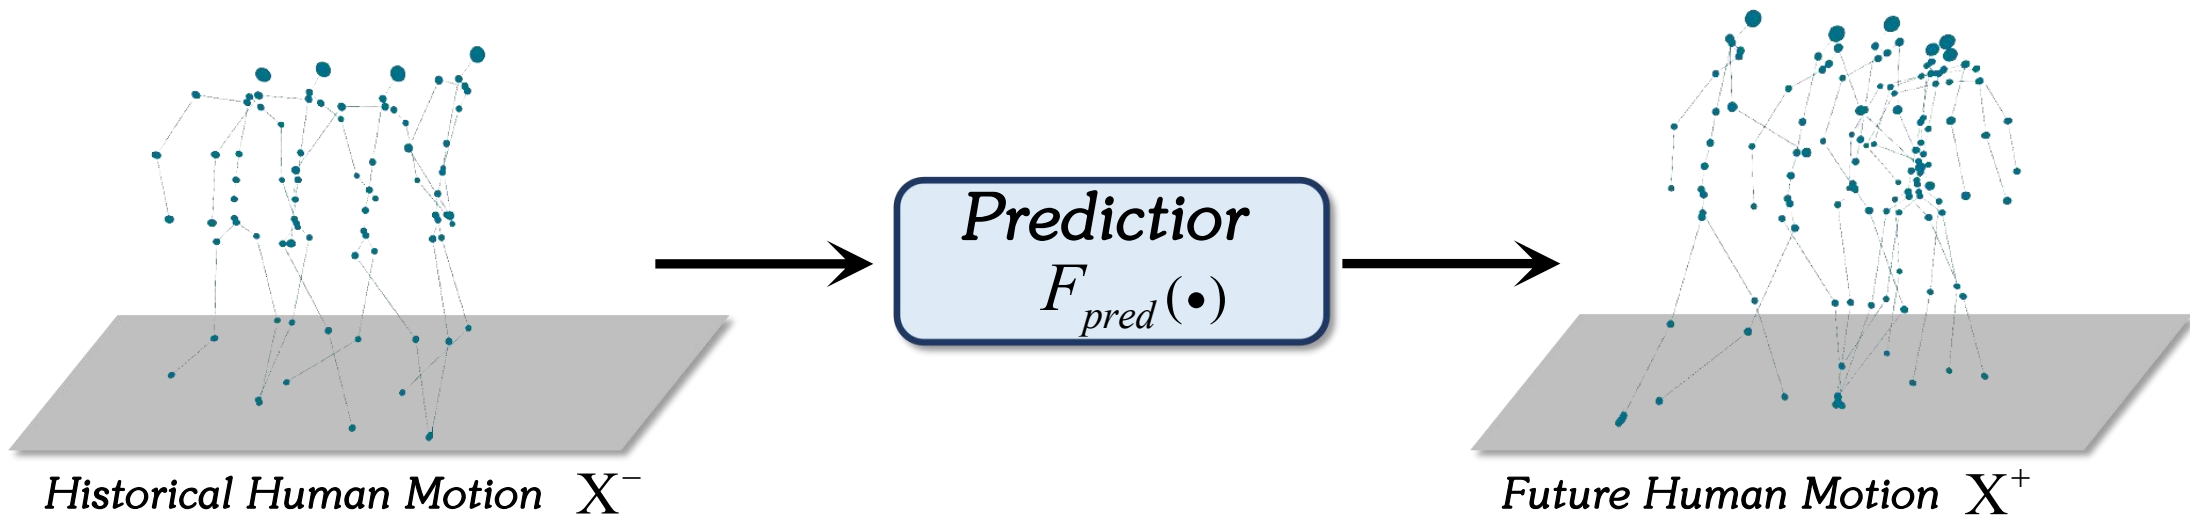 Predictior
F_pred(•)
Historical Human Motion X⁻
Future Human Motion X⁺